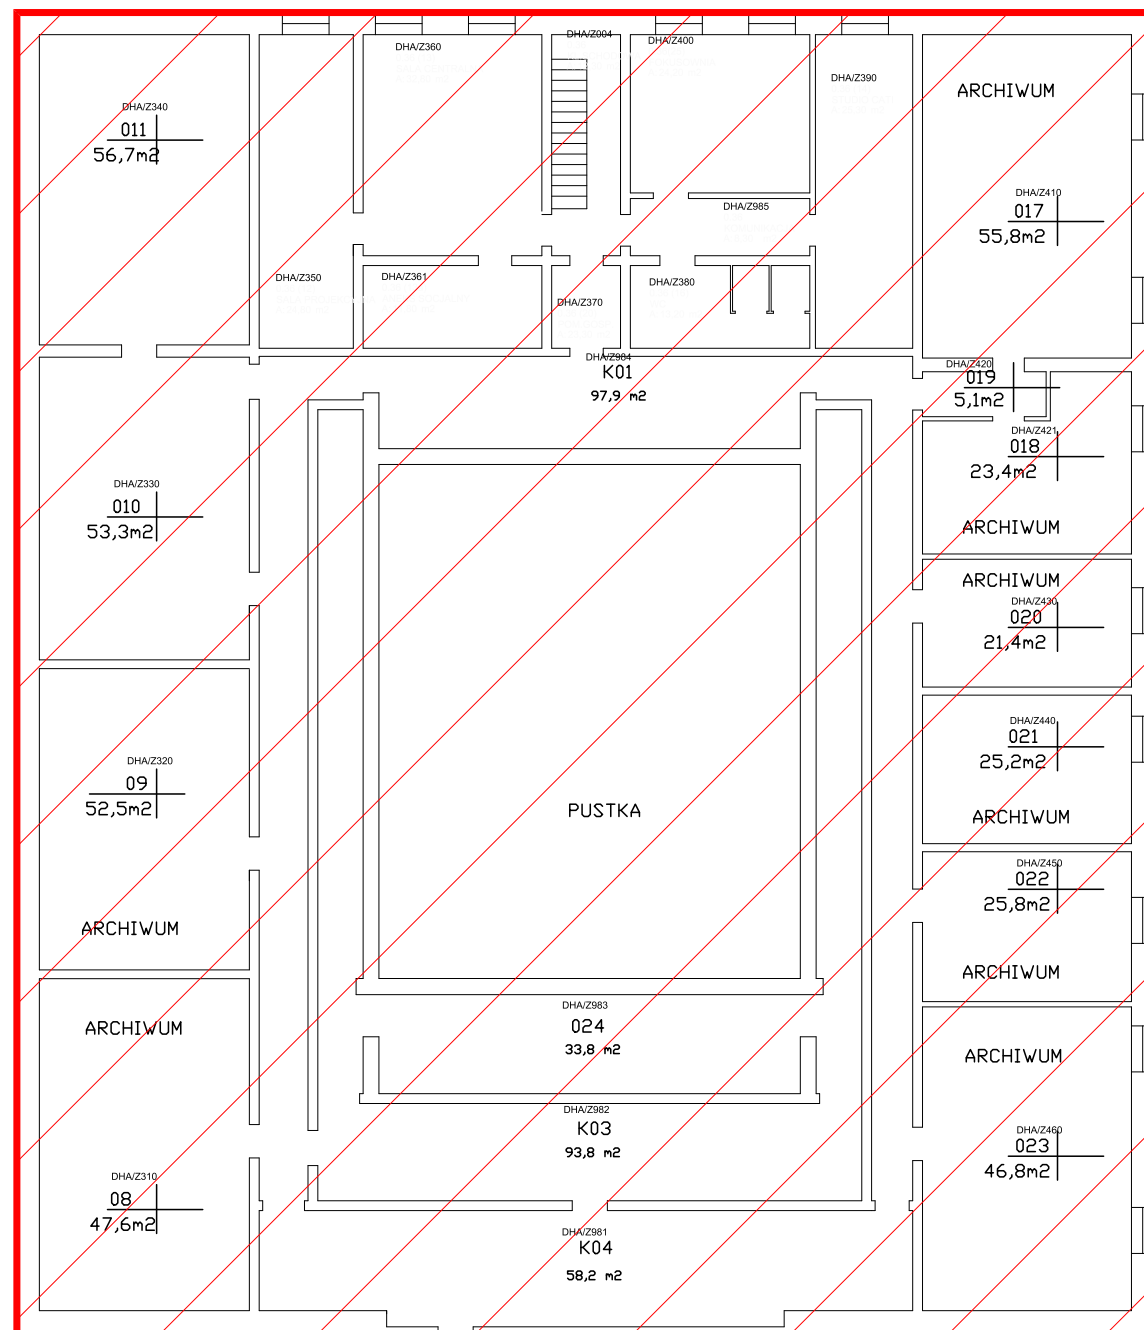 DHA/Z340
011
56,7m2
DHA/Z360
DHA/Z004
DHA/Z400
DHA/Z390
ARCHIWUM
DHA/Z410
017
55,8m2
DHA/Z985
DHA/Z350
DHA/Z361
DHA/Z370
DHA/Z380
DHA/Z984
K01
97,9 m2
DHA/Z420
019
5,1m2
DHA/Z421
018
23,4m2
ARCHIWUM
DHA/Z330
010
53,3m2
ARCHIWUM
DHA/Z430
020
21,4m2
DHA/Z440
021
25,2m2
ARCHIWUM
DHA/Z320
09
52,5m2
ARCHIWUM
PUSTKA
DHA/Z450
022
25,8m2
ARCHIWUM
ARCHIWUM
DHA/Z310
08
47,6m2
DHA/Z983
024
33,8 m2
DHA/Z982
K03
93,8 m2
DHA/Z981
K04
58,2 m2
ARCHIWUM
DHA/Z460
023
46,8m2